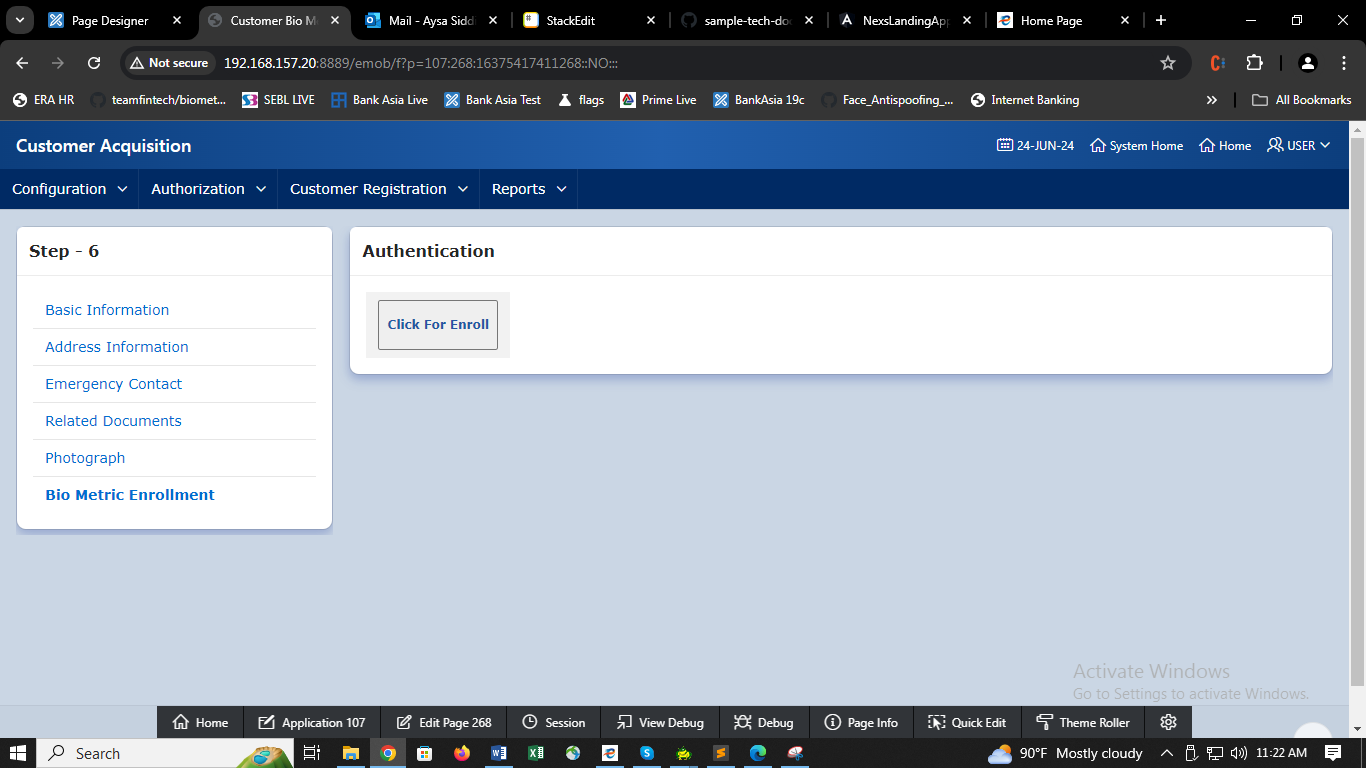 Page Designer
Customer Bio M
Mail - Aysa Siddi
StackEdit
sample-tech-do
NexsLandingApp
Home Page
Not secure
192.168.157.20:8889/emob/f?p=107:268:16375417411268::NO:::
ERA HR
teamfintech/biomet...
SEBL LIVE
Bank Asia Live
Bank Asia Test
flags
Prime Live
BankAsia 19c
Face_Antispoofing_...
Internet Banking
All Bookmarks
Customer Acquisition
24-JUN-24
System Home
Home
USER
Configuration
Authorization
Customer Registration
Reports
Step - 6
Basic Information
Address Information
Emergency Contact
Related Documents
Photograph
Bio Metric Enrollment
Authentication
Click For Enroll
Activate Windows
Go to Settings to activate Windows.
Home
Application 107
Edit Page 268
Session
View Debug
Debug
Page Info
Quick Edit
Theme Roller
Search
90°F Mostly cloudy
11:22 AM